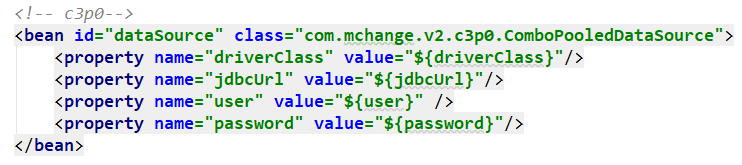 <!-- c3p0-->
<bean id="dataSource" class="com.mchange.v2.c3p0.ComboPooledDataSource">
    <property name="driverClass" value="${driverClass}"/>
    <property name="jdbcUrl" value="${jdbcUrl}"/>
    <property name="user" value="${user}" />
    <property name="password" value="${password}"/>
</bean>